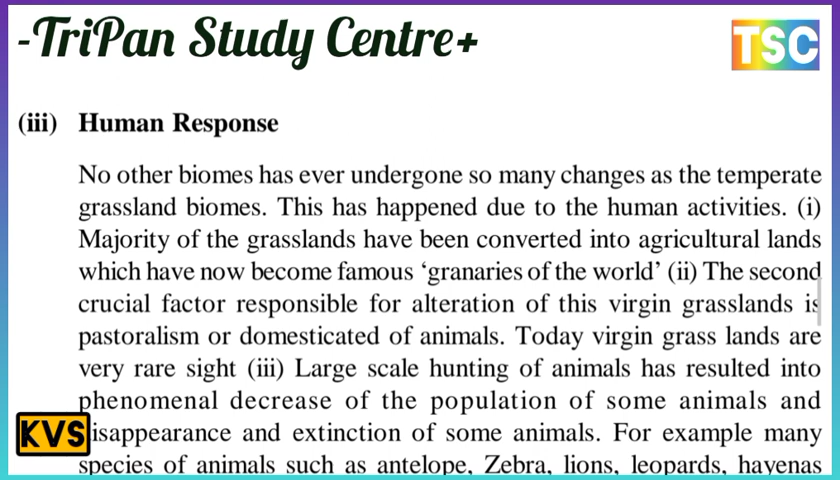 -TriPan Study Centre+
TSC
(iii) Human Response
No other biomes has ever undergone so many changes as the temperate
grassland biomes. This has happened due to the human activities. (i)
Majority of the grasslands have been converted into agricultural lands
which have now become famous ‘granaries of the world’ (ii) The second
crucial factor responsible for alteration of this virgin grasslands is
pastoralism or domesticated of animals. Today virgin grass lands are
very rare sight (iii) Large scale hunting of animals has resulted into
phenomenal decrease of the population of some animals and
KVS isappearance and extinction of some animals. For example many
species of animals such as antelope, Zebra, lions, leopards, hayenas